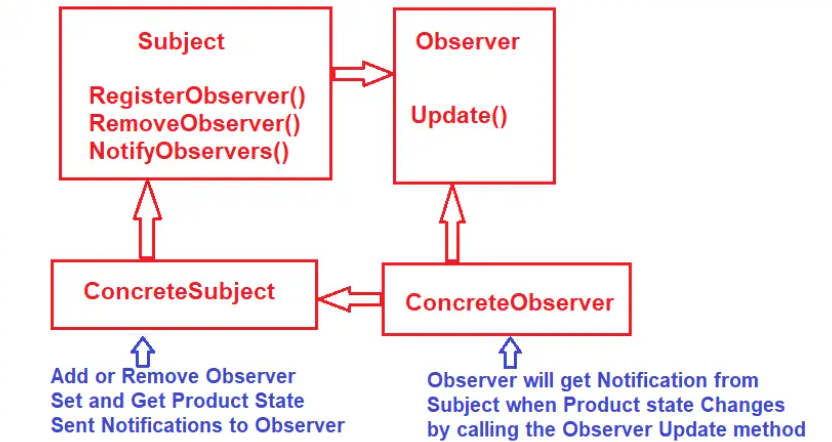 Subject
RegisterObserver()
RemoveObserver()
NotifyObservers()
Observer
Update()
ConcreteSubject
ConcreteObserver
Add or Remove Observer
Set and Get Product State
Sent Notifications to Observer
Observer will get Notification from
Subject when Product state Changes
by calling the Observer Update method